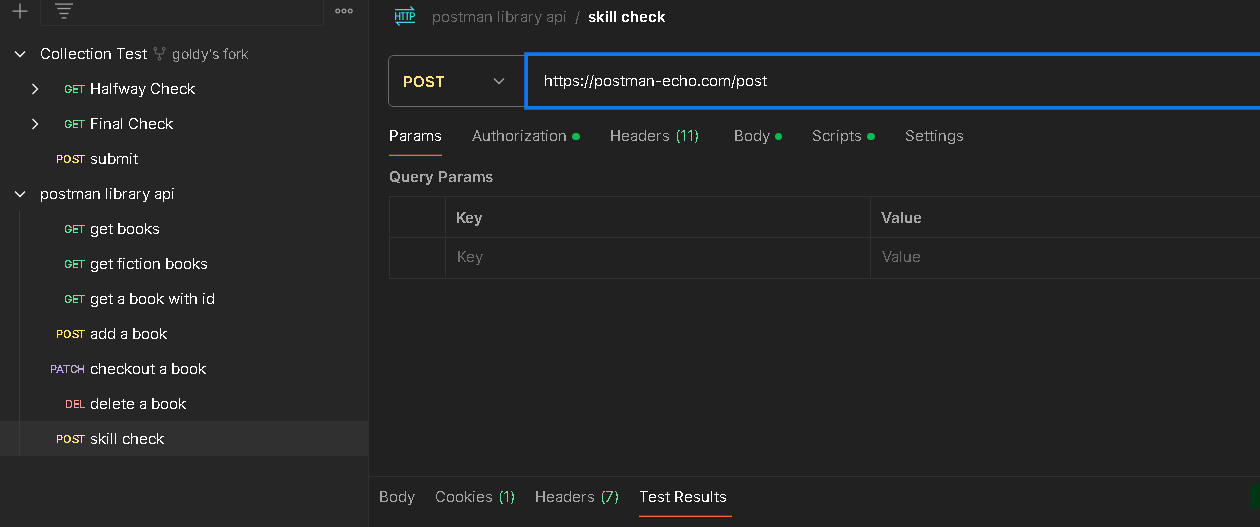 HTTP postman library api / skill check
Collection Test goldy's fork
GET Halfway Check
GET Final Check
POST submit
postman library api
GET get books
GET get fiction books
GET get a book with id
POST add a book
PATCH checkout a book
DEL delete a book
POST skill check
POST https://postman-echo.com/post
Params Authorization Headers (11) Body Scripts Settings
Query Params
Key Value
Key Value
Body Cookies (1) Headers (7) Test Results